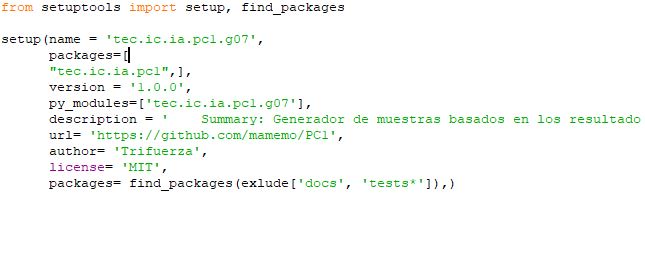 from setuptools import setup, find_packages
setup(name = 'tec.ic.ia.pc1.g07',
packages=[
"tec.ic.ia.pc1",],
version = '1.0.0',
py_modules=['tec.ic.ia.pc1.g07'],
description = '    Summary: Generador de muestras basados en los resultado
url= 'https://github.com/mamemo/PC1',
author= 'Trifuerza',
license= 'MIT',
packages= find_packages(exlude['docs', 'tests*']),)